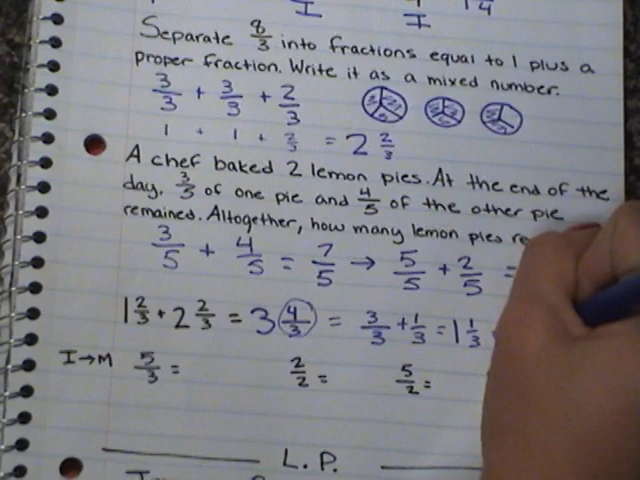 Separate 8/3 into fractions equal to 1 plus a
proper fraction. Write it as a mixed number.
3/3 + 3/3 + 2/3
1 + 1 + 2/3 = 2 2/3
A chef baked 2 lemon pies. At the end of the
day, 3/5 of one pie and 4/5 of the other pie
remained. Altogether, how many lemon pies
3/5 + 4/5 = 7/5 → 5/5 + 2/5 =
1 2/3 + 2 2/3 = 3 4/3 = 3/3 + 1/3 = 1 1/3
I→M 5/3 = 2/2 = 5/2 =
L.P.